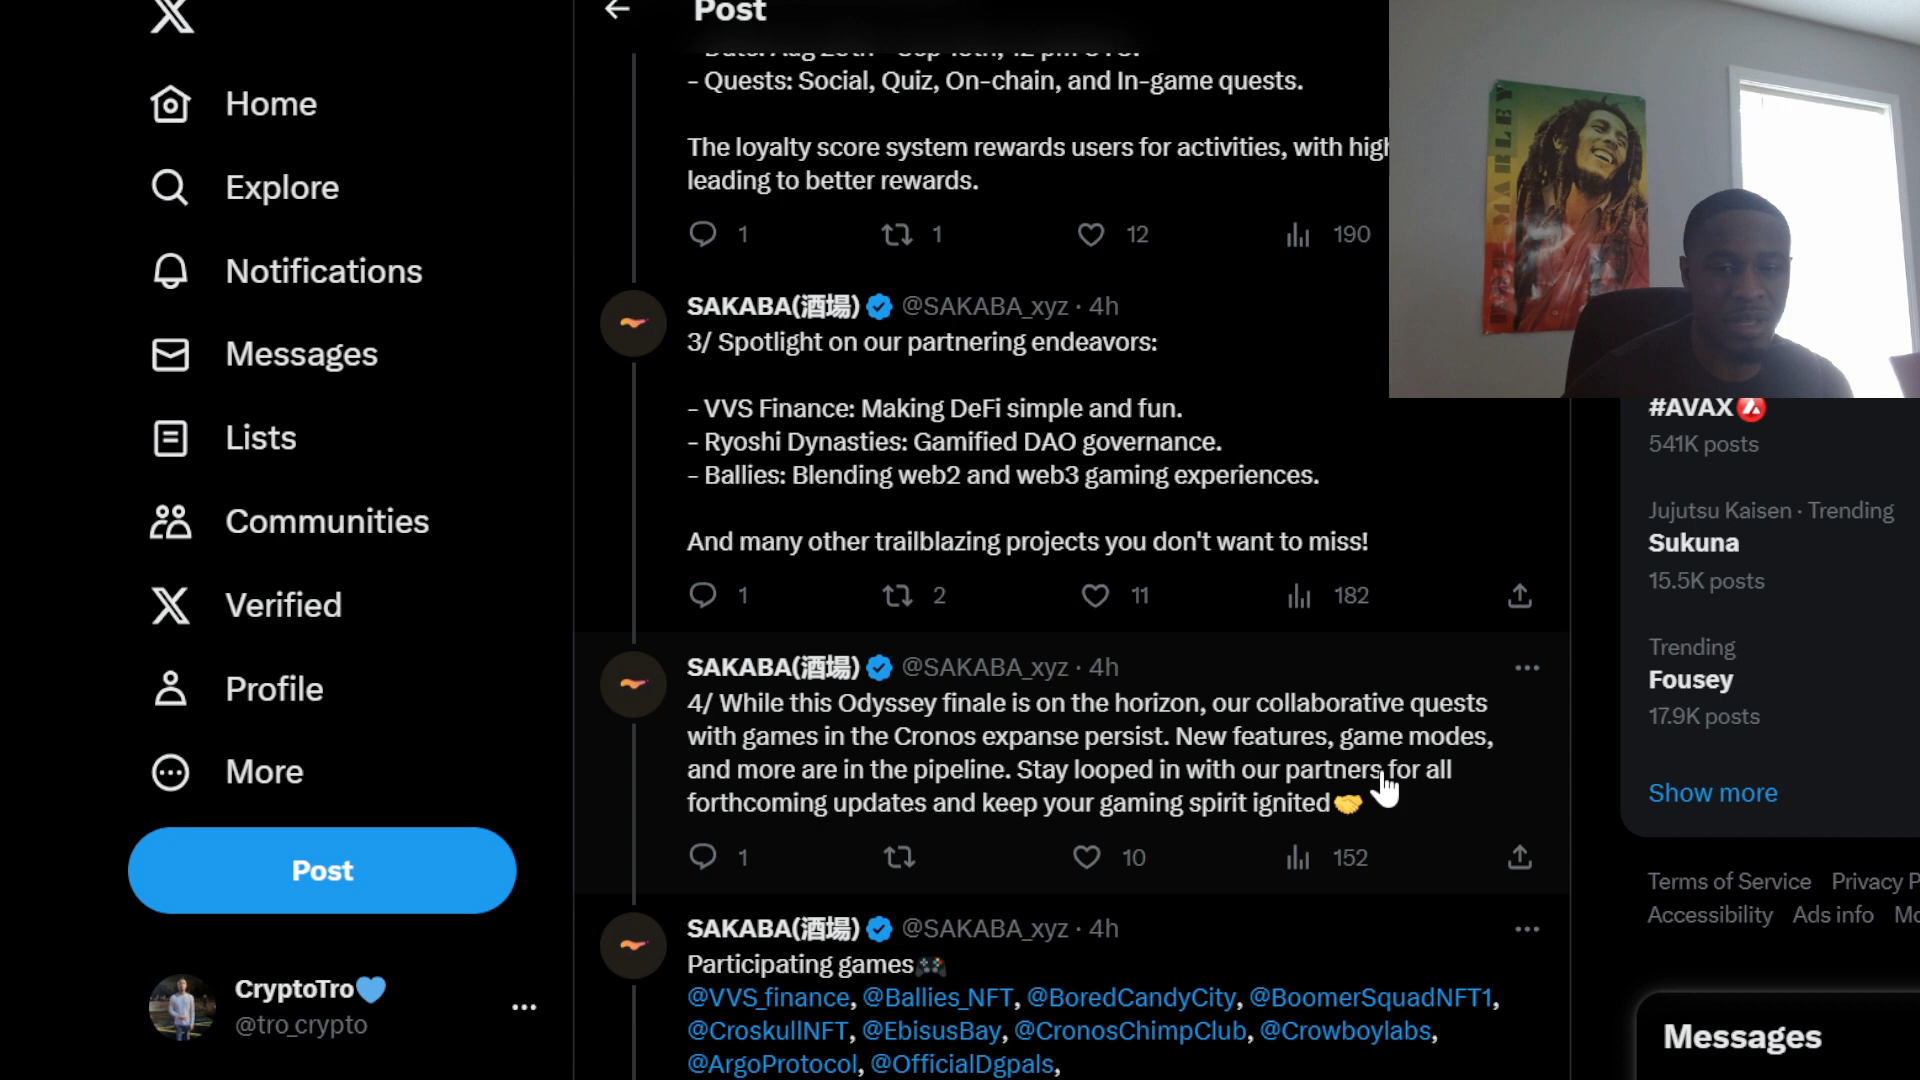 Post
Home
Explore
Notifications
Messages
Lists
Communities
Verified
Profile
More
Post
CryptoTro
@tro_crypto
- Quests: Social, Quiz, On-chain, and In-game quests.
The loyalty score system rewards users for activities, with high
leading to better rewards.
1 1 12 190
SAKABA(酒場) @SAKABA_xyz · 4h
3/ Spotlight on our partnering endeavors:
- VVS Finance: Making DeFi simple and fun.
- Ryoshi Dynasties: Gamified DAO governance.
- Ballies: Blending web2 and web3 gaming experiences.
And many other trailblazing projects you don't want to miss!
1 2 11 182
SAKABA(酒場) @SAKABA_xyz · 4h
4/ While this Odyssey finale is on the horizon, our collaborative quests
with games in the Cronos expanse persist. New features, game modes,
and more are in the pipeline. Stay looped in with our partners for all
forthcoming updates and keep your gaming spirit ignited🤝
1 10 152
SAKABA(酒場) @SAKABA_xyz · 4h
Participating games🎮
@VVS_finance, @Ballies_NFT, @BoredCandyCity, @BoomerSquadNFT1,
@CroskullNFT, @EbisusBay, @CronosChimpClub, @Crowboylabs,
@ArgoProtocol, @OfficialDgpals,
MARLEY
#AVAX
541K posts
Jujutsu Kaisen · Trending
Sukuna
15.5K posts
Trending
Fousey
17.9K posts
Show more
Terms of Service Privacy P
Accessibility Ads info Mo
Messages